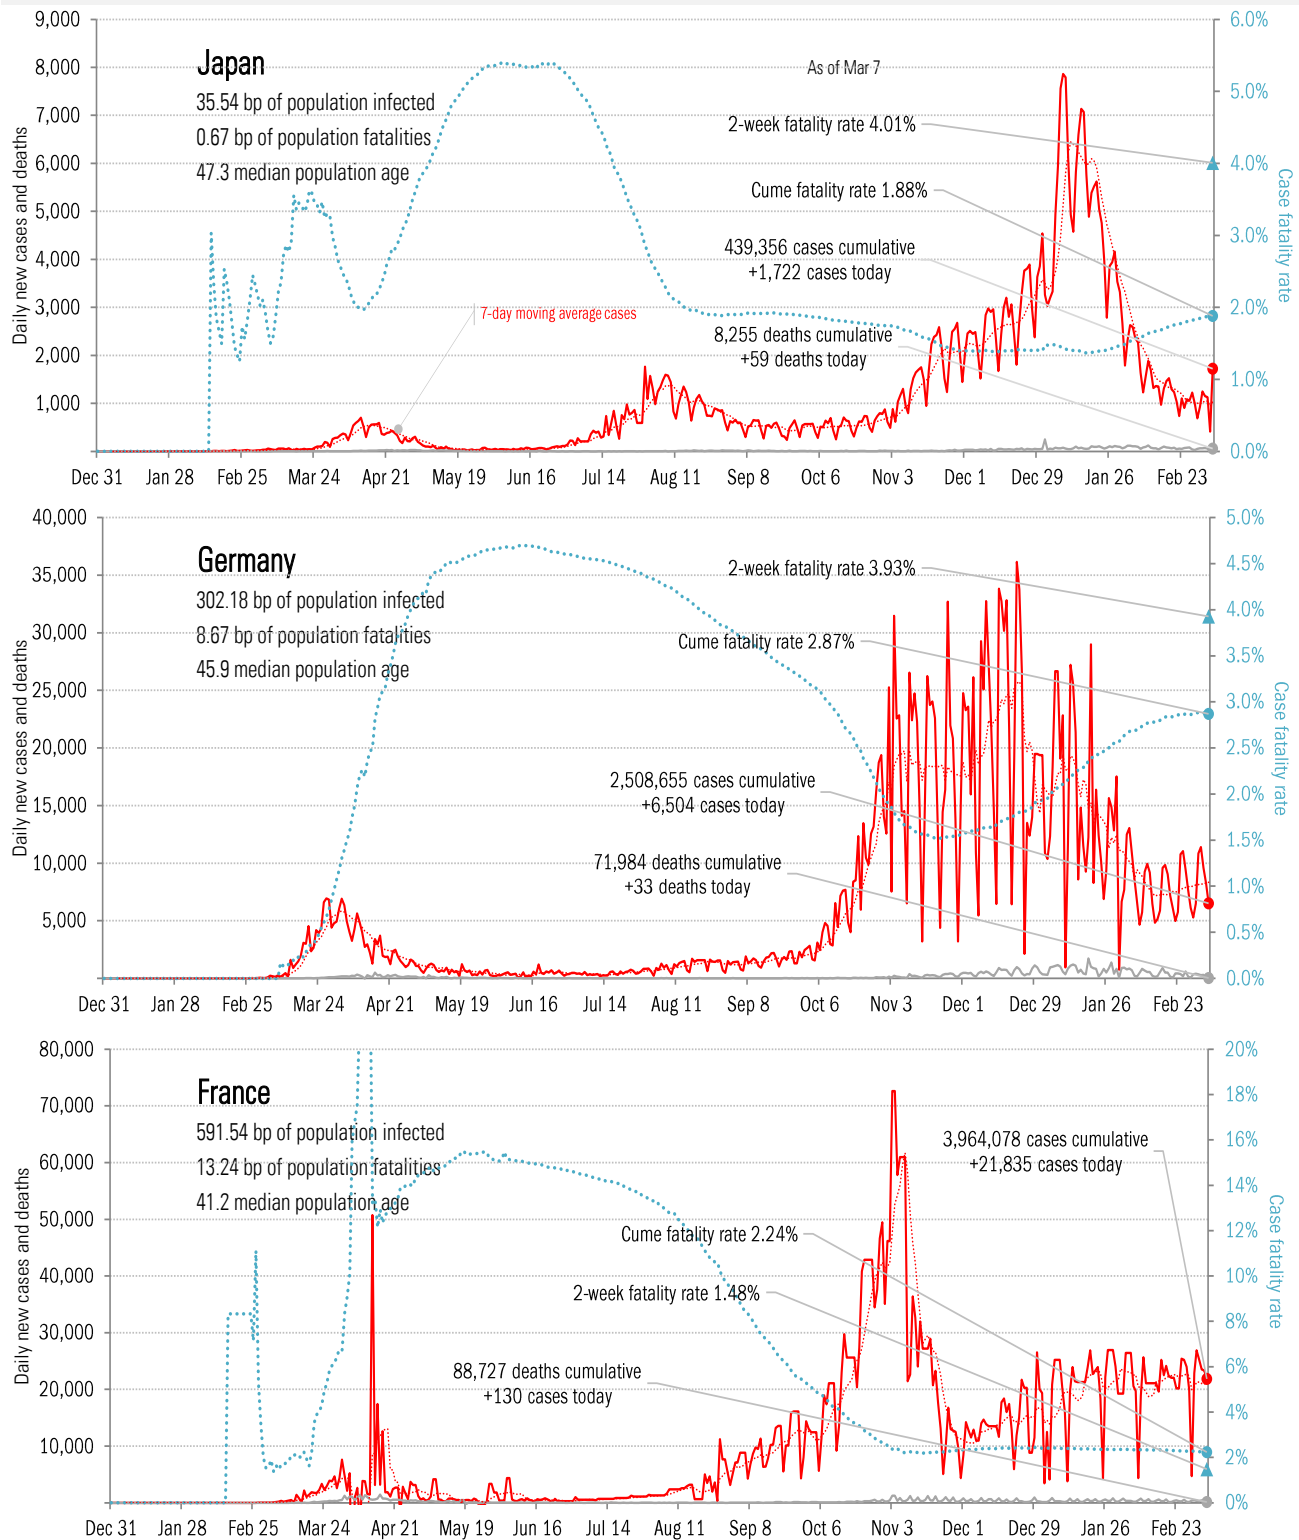 9,000
8,000
7,000
6,000
5,000
4,000
3,000
2,000
1,000
Daily new cases and deaths
Japan
35.54 bp of population infected
0.67 bp of population fatalities
47.3 median population age
As of Mar 7
2-week fatality rate 4.01%
Cume fatality rate 1.88%
439,356 cases cumulative
+1,722 cases today
7-day moving average cases
8,255 deaths cumulative
+59 deaths today
6.0%
5.0%
4.0%
3.0%
2.0%
1.0%
0.0%
Case fatality rate
Dec 31 Jan 28 Feb 25 Mar 24 Apr 21 May 19 Jun 16 Jul 14 Aug 11 Sep 8 Oct 6 Nov 3 Dec 1 Dec 29 Jan 26 Feb 23
40,000
35,000
30,000
25,000
20,000
15,000
10,000
5,000
Daily new cases and deaths
Germany
302.18 bp of population infected
8.67 bp of population fatalities
45.9 median population age
2-week fatality rate 3.93%
Cume fatality rate 2.87%
2,508,655 cases cumulative
+6,504 cases today
71,984 deaths cumulative
+33 deaths today
5.0%
4.5%
4.0%
3.5%
3.0%
2.5%
2.0%
1.5%
1.0%
0.5%
0.0%
Case fatality rate
Dec 31 Jan 28 Feb 25 Mar 24 Apr 21 May 19 Jun 16 Jul 14 Aug 11 Sep 8 Oct 6 Nov 3 Dec 1 Dec 29 Jan 26 Feb 23
80,000
70,000
60,000
50,000
40,000
30,000
20,000
10,000
Daily new cases and deaths
France
591.54 bp of population infected
13.24 bp of population fatalities
41.2 median population age
3,964,078 cases cumulative
+21,835 cases today
Cume fatality rate 2.24%
2-week fatality rate 1.48%
88,727 deaths cumulative
+130 cases today
20%
18%
16%
14%
12%
10%
8%
6%
4%
2%
0%
Case fatality rate
Dec 31 Jan 28 Feb 25 Mar 24 Apr 21 May 19 Jun 16 Jul 14 Aug 11 Sep 8 Oct 6 Nov 3 Dec 1 Dec 29 Jan 26 Feb 23